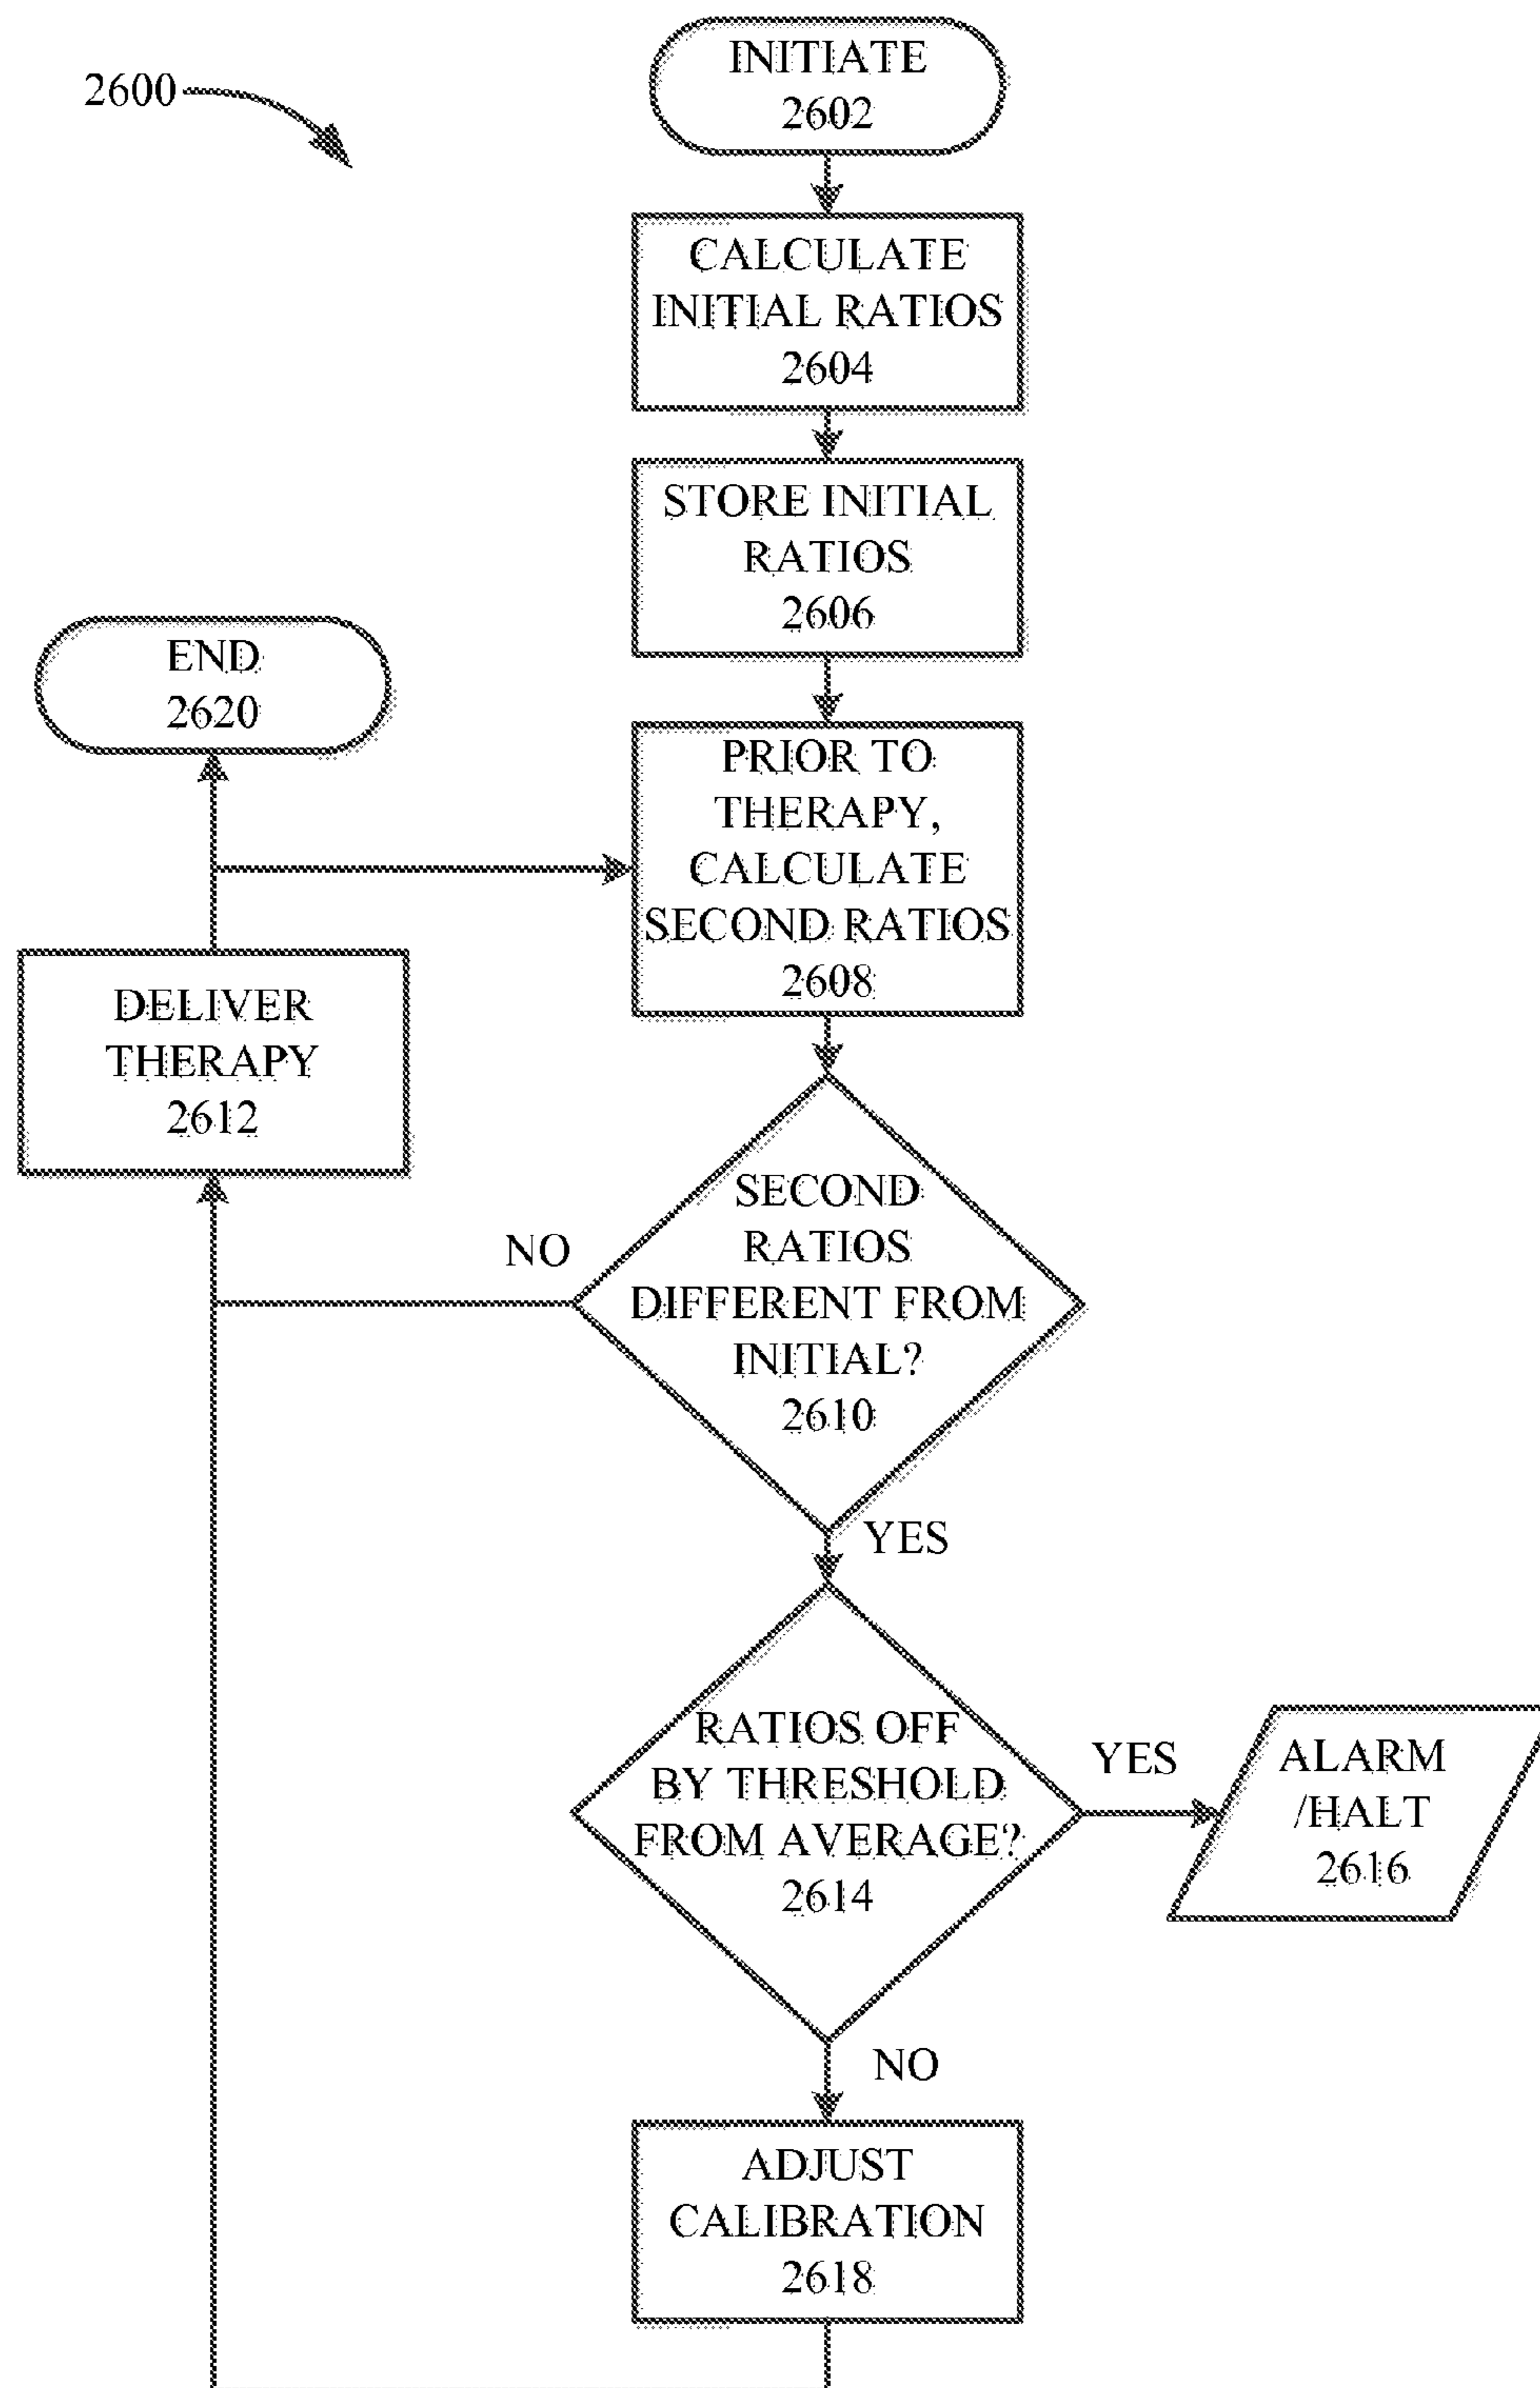 2600
INITIATE
2602
CALCULATE
INITIAL RATIOS
2604
STORE INITIAL
RATIOS
2606
END
2620
PRIOR TO
THERAPY,
CALCULATE
SECOND RATIOS
2608
DELIVER
THERAPY
2612
SECOND
RATIOS
DIFFERENT FROM
INITIAL?
2610
NO
YES
RATIOS OFF
BY THRESHOLD
FROM AVERAGE?
2614
YES
ALARM
/HALT
2616
NO
ADJUST
CALIBRATION
2618